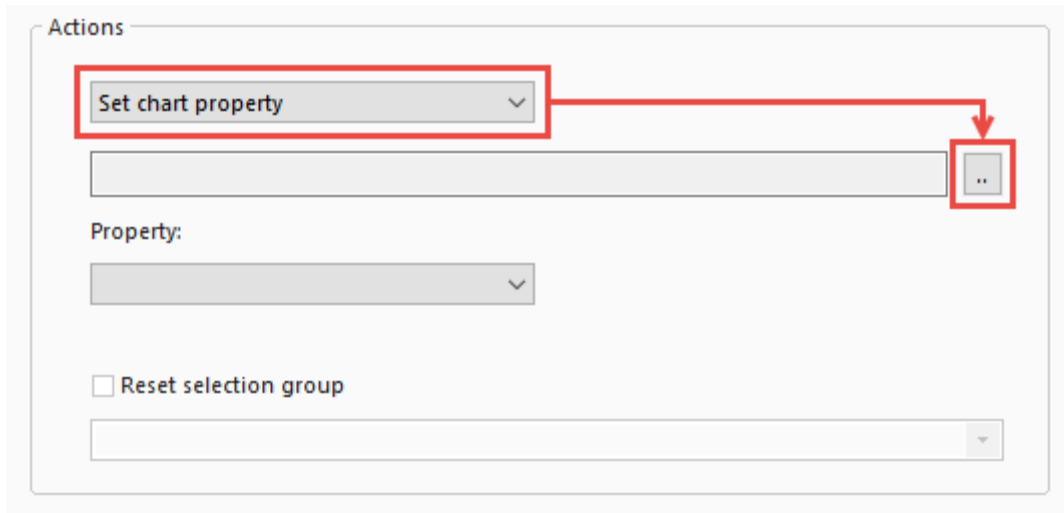 Actions
Set chart property
..
Property:
Reset selection group